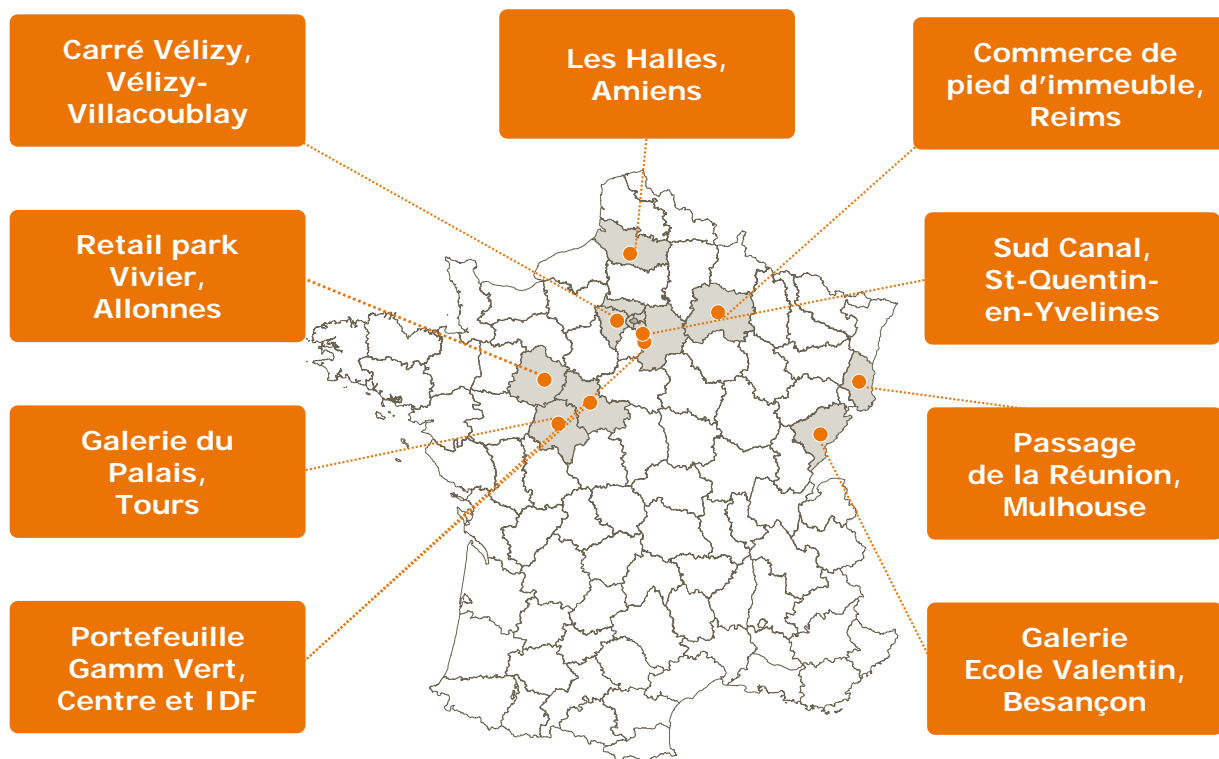 Carré Vélizy,
Vélizy-
Villacoublay
Les Halles,
Amiens
Commerce de
pied d’immeuble,
Reims
Retail park
Vivier,
Allonnes
Sud Canal,
St-Quentin-
en-Yvelines
Galerie du
Palais,
Tours
Passage
de la Réunion,
Mulhouse
Portefeuille
Gamm Vert,
Centre et IDF
Galerie
Ecole Valentin,
Besançon